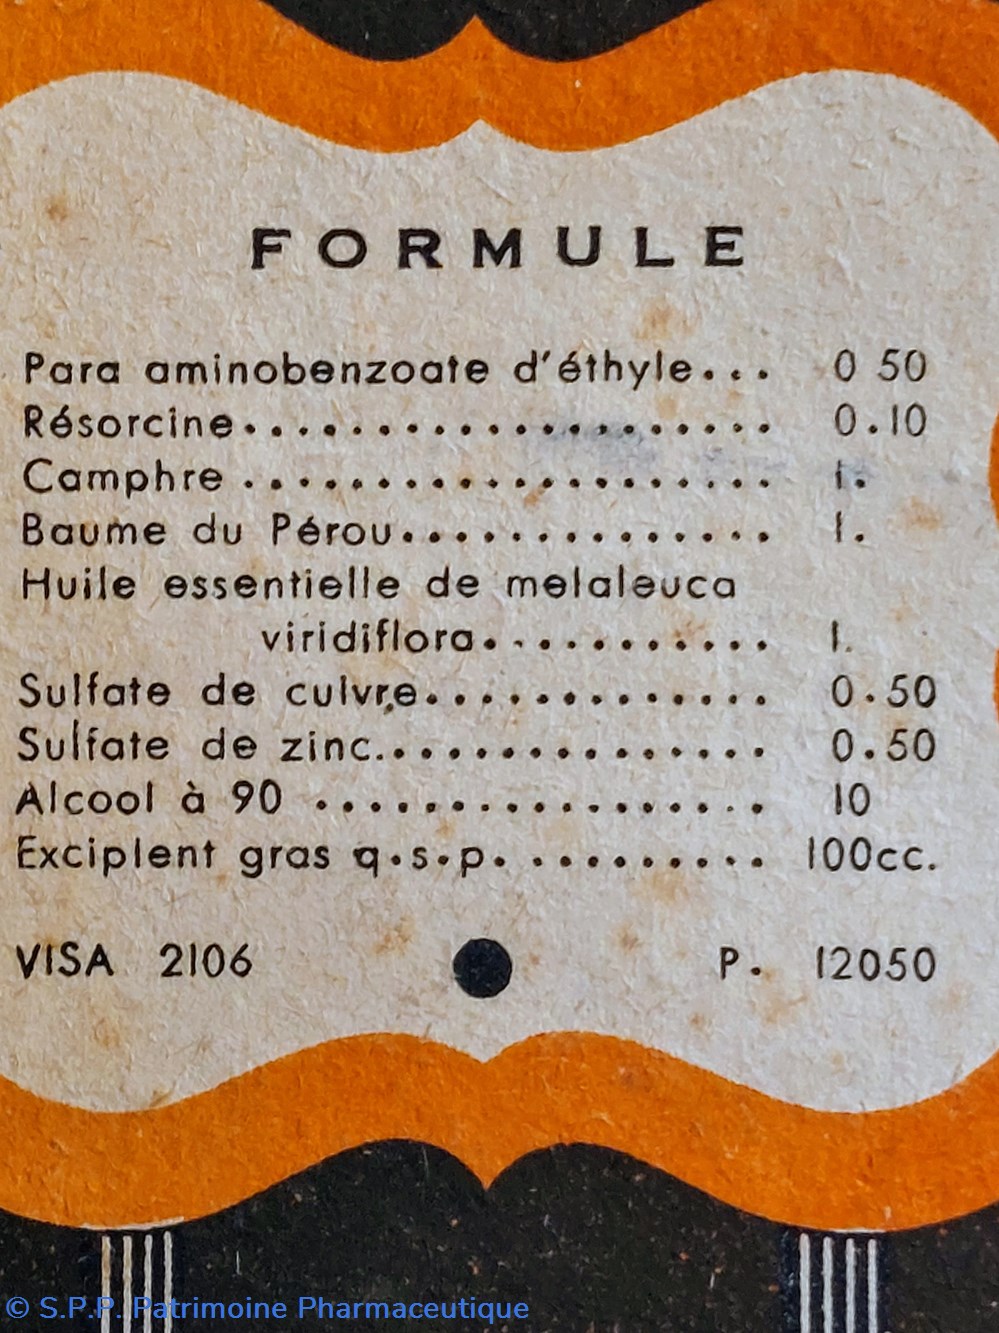 FORMULE
Para aminobenzoate d'éthyle... 0 50
Résorcine.................... 0.10
Camphre .................... 1.
Baume du Pérou.............. 1.
Huile essentielle de melaleuca
viridiflora........... 1.
Sulfate de cuivre............. 0.50
Sulfate de zinc............... 0.50
Alcool à 90 ................. 10
Excipient gras q.s.p. ......... 100cc.
VISA 2106 P. 12050
© S.P.P. Patrimoine Pharmaceutique